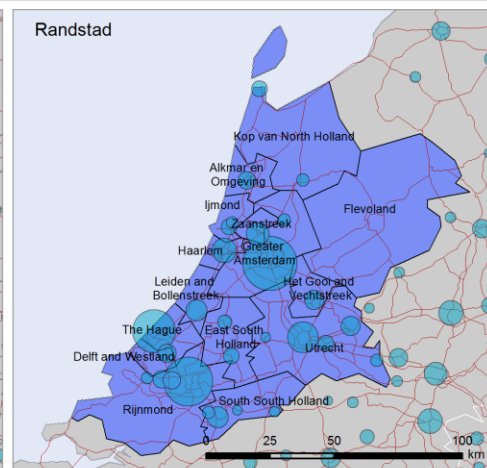 Randstad
Kop van North Holland
Alkmar en
Omgeving
Ijmond
Flevoland
Zaanstreek
Haarlem
Greater
Amsterdam
Leiden and
Bollenstreek
Het Gooi and
Vechtstreek
The Hague
East South
Holland
Utrecht
Delft and Westland
South South Holland
Rijnmond
0 25 50 100
km